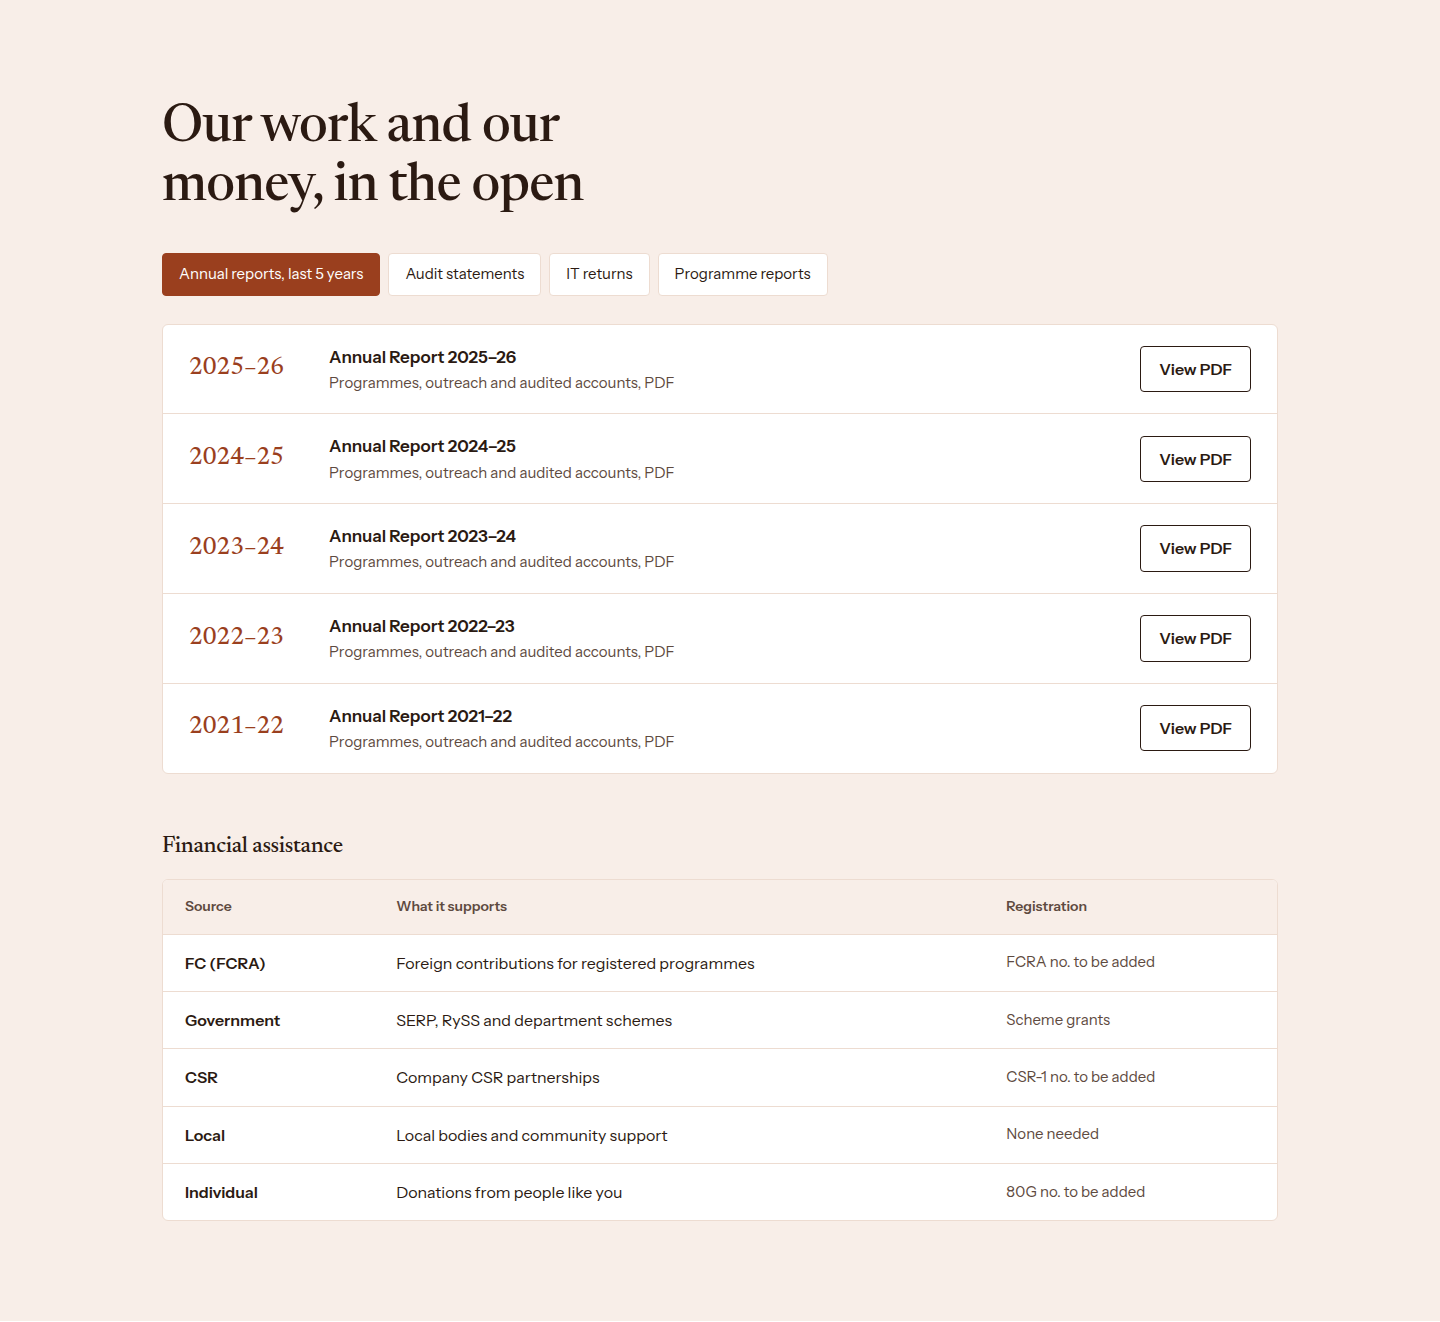 Our work and our
money, in the open
Annual reports, last 5 years
Audit statements
IT returns
Programme reports
2025–26
Annual Report 2025–26
Programmes, outreach and audited accounts, PDF
View PDF
2024–25
Annual Report 2024–25
Programmes, outreach and audited accounts, PDF
View PDF
2023–24
Annual Report 2023–24
Programmes, outreach and audited accounts, PDF
View PDF
2022–23
Annual Report 2022–23
Programmes, outreach and audited accounts, PDF
View PDF
2021–22
Annual Report 2021–22
Programmes, outreach and audited accounts, PDF
View PDF
Financial assistance
Source What it supports Registration
FC (FCRA) Foreign contributions for registered programmes FCRA no. to be added
Government SERP, RySS and department schemes Scheme grants
CSR Company CSR partnerships CSR-1 no. to be added
Local Local bodies and community support None needed
Individual Donations from people like you 80G no. to be added